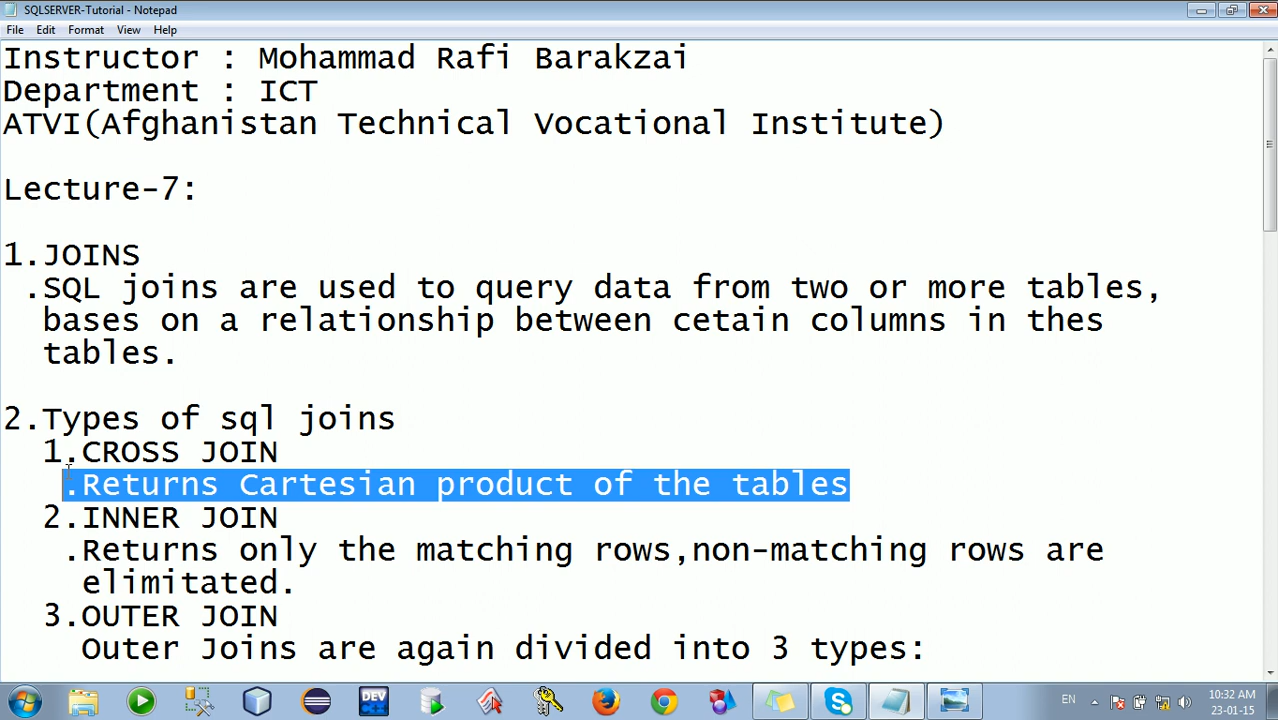 SQLSERVER-Tutorial - Notepad
File Edit Format View Help
Instructor : Mohammad Rafi Barakzai
Department : ICT
ATVI(Afghanistan Technical Vocational Institute)
Lecture-7:
1.JOINS
.SQL joins are used to query data from two or more tables,
bases on a relationship between cetain columns in thes
tables.
2.Types of sql joins
1.CROSS JOIN
.Returns Cartesian product of the tables
2.INNER JOIN
.Returns only the matching rows,non-matching rows are
elimitated.
3.OUTER JOIN
Outer Joins are again divided into 3 types:
DEV
EN
10:32 AM
23-01-15